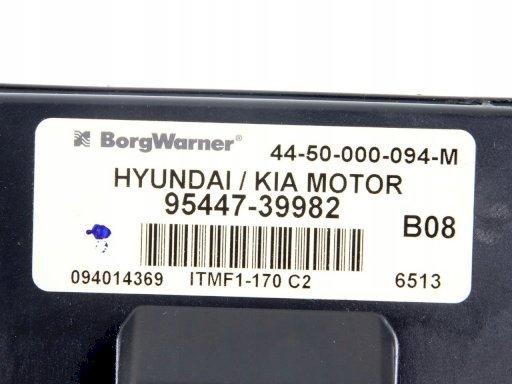 BorgWarner®
44-50-000-094-M
HYUNDAI / KIA MOTOR
95447-39982
B08
094014369 ITMF1-170 C2 6513